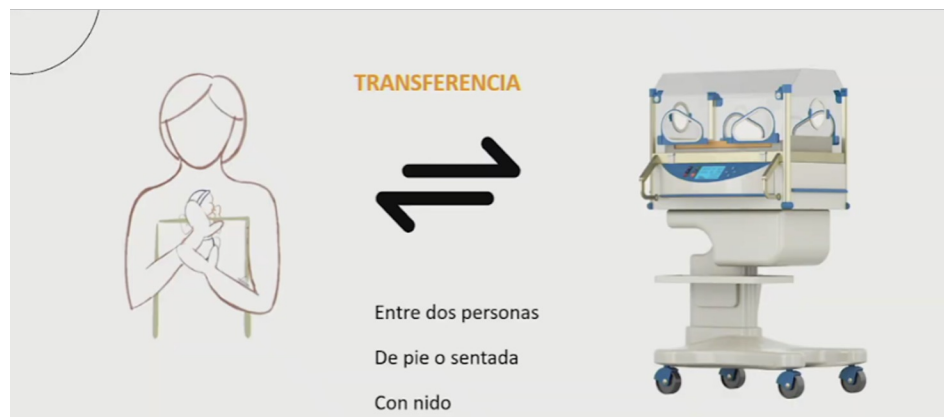 TRANSFERENCIA
Entre dos personas
De pie o sentada
Con nido